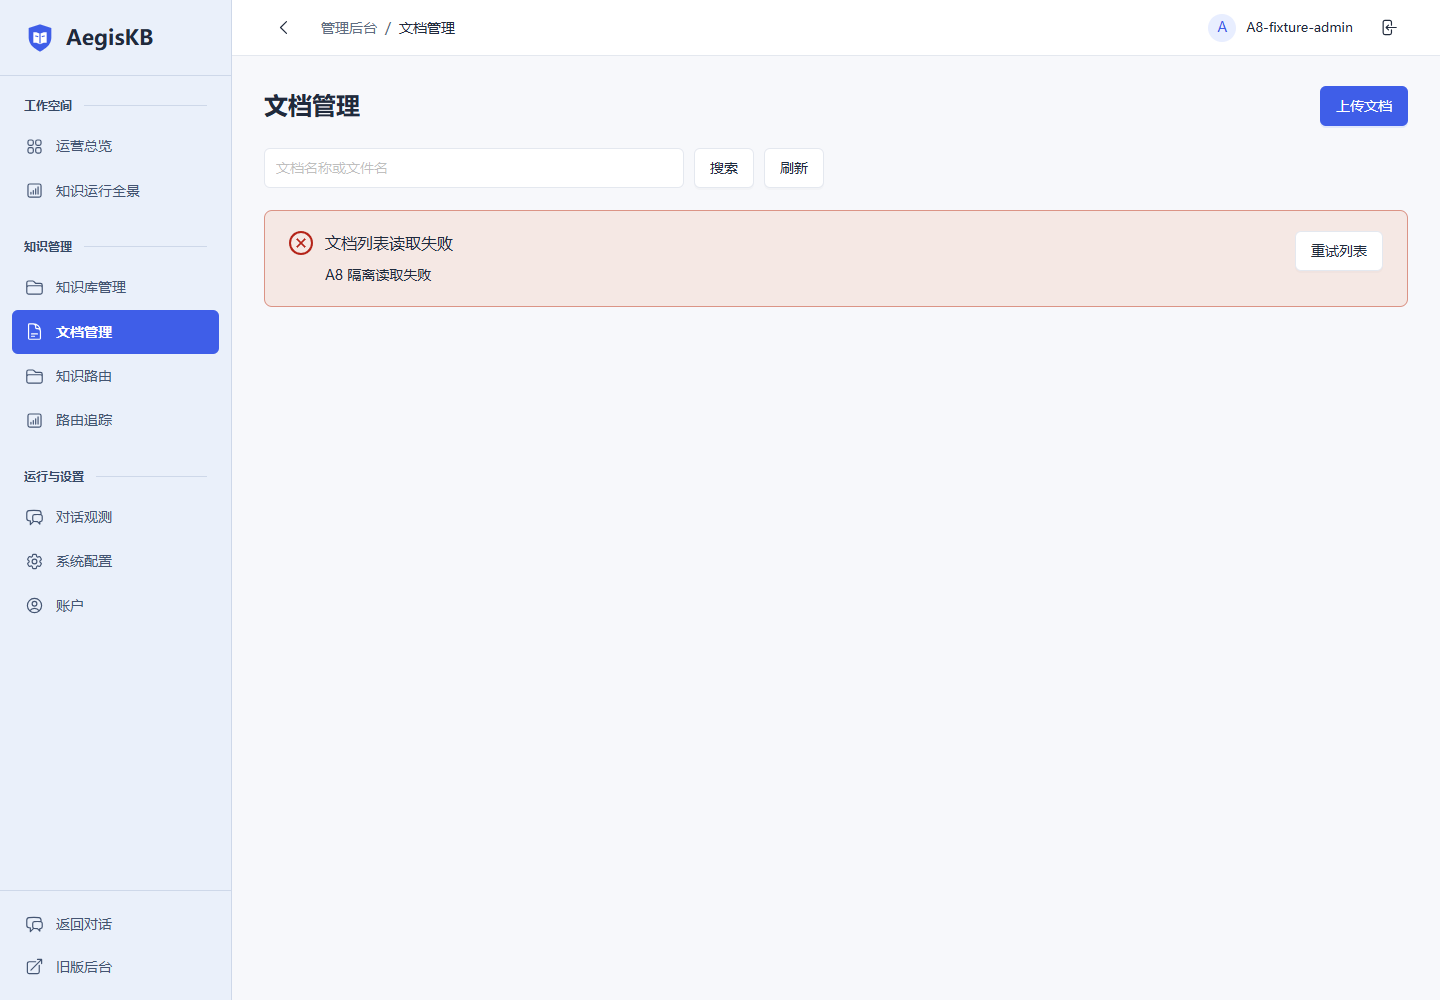 AegisKB
工作空间
运营总览
知识运行全景
知识管理
知识库管理
文档管理
知识路由
路由追踪
运行与设置
对话观测
系统配置
账户
返回对话
旧版后台
管理后台 / 文档管理
A A8-fixture-admin
文档管理
上传文档
文档名称或文件名
搜索
刷新
文档列表读取失败
A8 隔离读取失败
重试列表